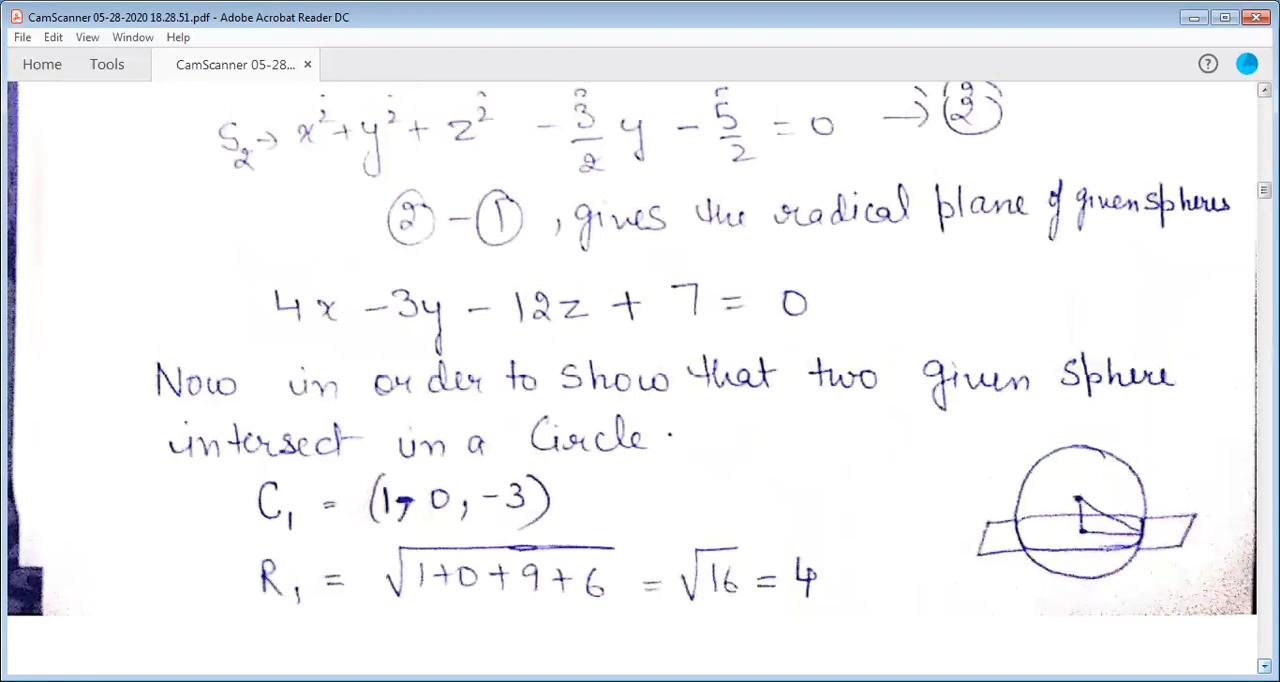 CamScanner 05-28-2020 18.28.51.pdf - Adobe Acrobat Reader DC
File Edit View Window Help
Home Tools CamScanner 05-28... ×
S₂→ x²+y²+ z² - 3/2 y - 5/2 = 0 → ②
② - ①, gives the radical plane of given spheres
4x - 3y - 12z + 7 = 0
Now in order to show that two given sphere
intersect in a Circle.
C₁ = (1, 0, -3)
R₁ = √1+0+9+6 = √16 = 4